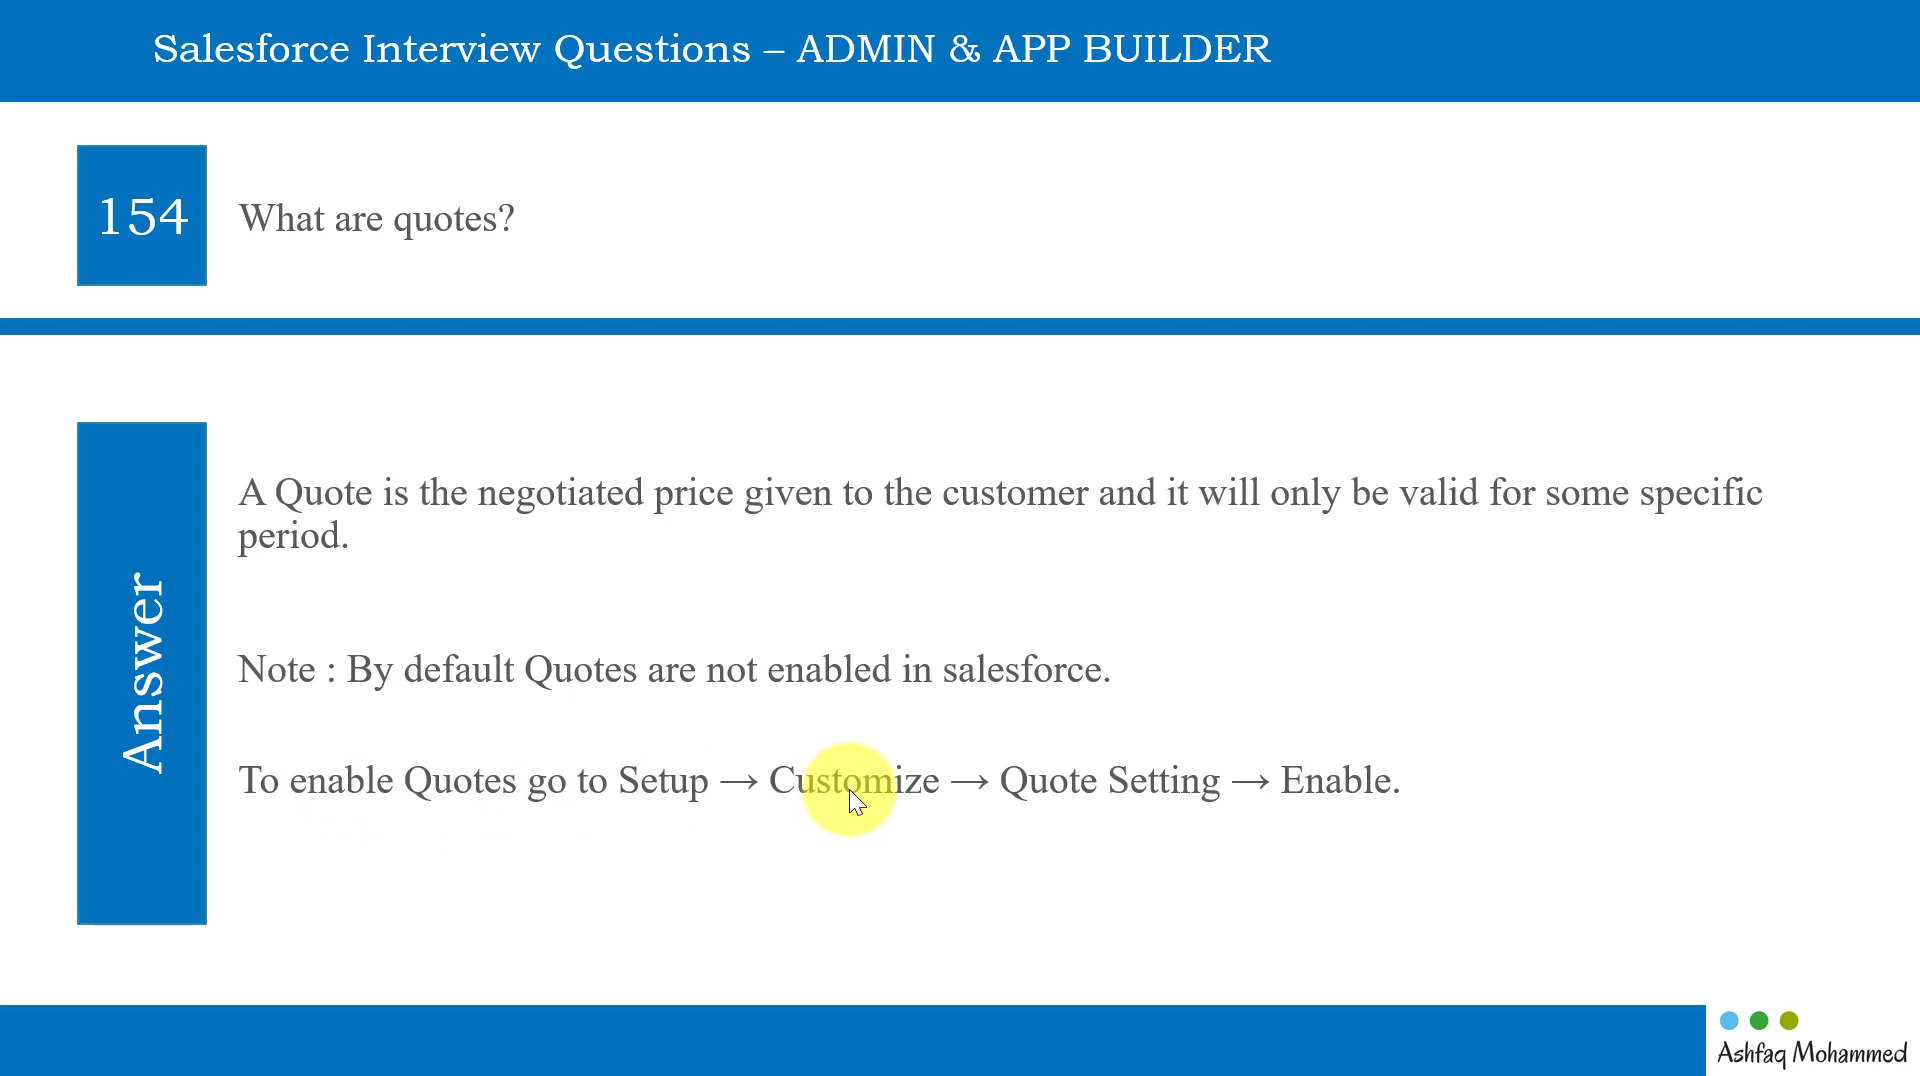 Salesforce Interview Questions – ADMIN & APP BUILDER
154
What are quotes?
Answer
A Quote is the negotiated price given to the customer and it will only be valid for some specific
period.
Note : By default Quotes are not enabled in salesforce.
To enable Quotes go to Setup → Customize → Quote Setting → Enable.
Ashfaq Mohammed